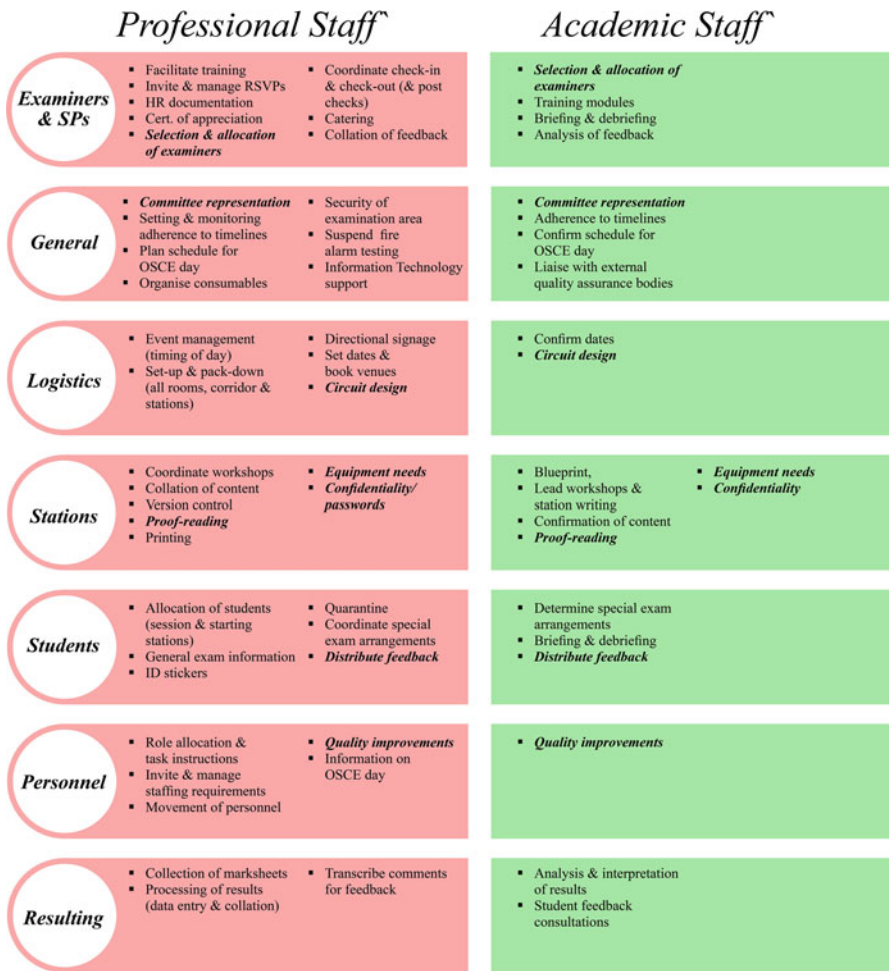 Professional Staff`
Academic Staff`
Examiners
& SPs
▪ Facilitate training
▪ Invite & manage RSVPs
▪ HR documentation
▪ Cert. of appreciation
▪ Selection & allocation
of examiners
▪ Coordinate check-in
& check-out (& post
checks)
▪ Catering
▪ Collation of feedback
▪ Selection & allocation of
examiners
▪ Training modules
▪ Briefing & debriefing
▪ Analysis of feedback
General
▪ Committee representation
▪ Setting & monitoring
adherence to timelines
▪ Plan schedule for
OSCE day
▪ Organise consumables
▪ Security of
examination area
▪ Suspend fire
alarm testing
▪ Information Technology
support
▪ Committee representation
▪ Adherence to timelines
▪ Confirm schedule for
OSCE day
▪ Liaise with external
quality assurance bodies
Logistics
▪ Event management
(timing of day)
▪ Set-up & pack-down
(all rooms, corridor &
stations)
▪ Directional signage
▪ Set dates &
book venues
▪ Circuit design
▪ Confirm dates
▪ Circuit design
Stations
▪ Coordinate workshops
▪ Collation of content
▪ Version control
▪ Proof-reading
▪ Printing
▪ Equipment needs
▪ Confidentiality/
passwords
▪ Blueprint,
▪ Lead workshops &
station writing
▪ Confirmation of content
▪ Proof-reading
▪ Equipment needs
▪ Confidentiality
Students
▪ Allocation of students
(session & starting
stations)
▪ General exam information
▪ ID stickers
▪ Quarantine
▪ Coordinate special
exam arrangements
▪ Distribute feedback
▪ Determine special exam
arrangements
▪ Briefing & debriefing
▪ Distribute feedback
Personnel
▪ Role allocation &
task instructions
▪ Invite & manage
staffing requirements
▪ Movement of personnel
▪ Quality improvements
▪ Information on
OSCE day
▪ Quality improvements
Resulting
▪ Collection of marksheets
▪ Processing of results
(data entry & collation)
▪ Transcribe comments
for feedback
▪ Analysis & interpretation
of results
▪ Student feedback
consultations